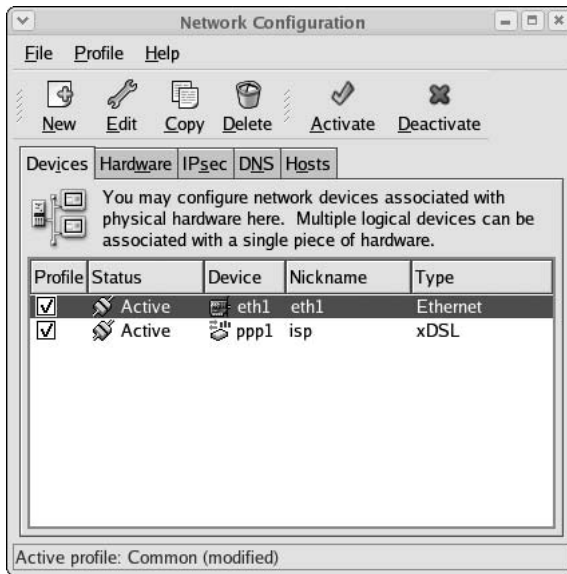 Network Configuration
File Profile Help
New Edit Copy Delete Activate Deactivate
Devices Hardware IPsec DNS Hosts
You may configure network devices associated with
physical hardware here. Multiple logical devices can be
associated with a single piece of hardware.
Profile Status Device Nickname Type
Active eth1 eth1 Ethernet
Active ppp1 isp xDSL
Active profile: Common (modified)